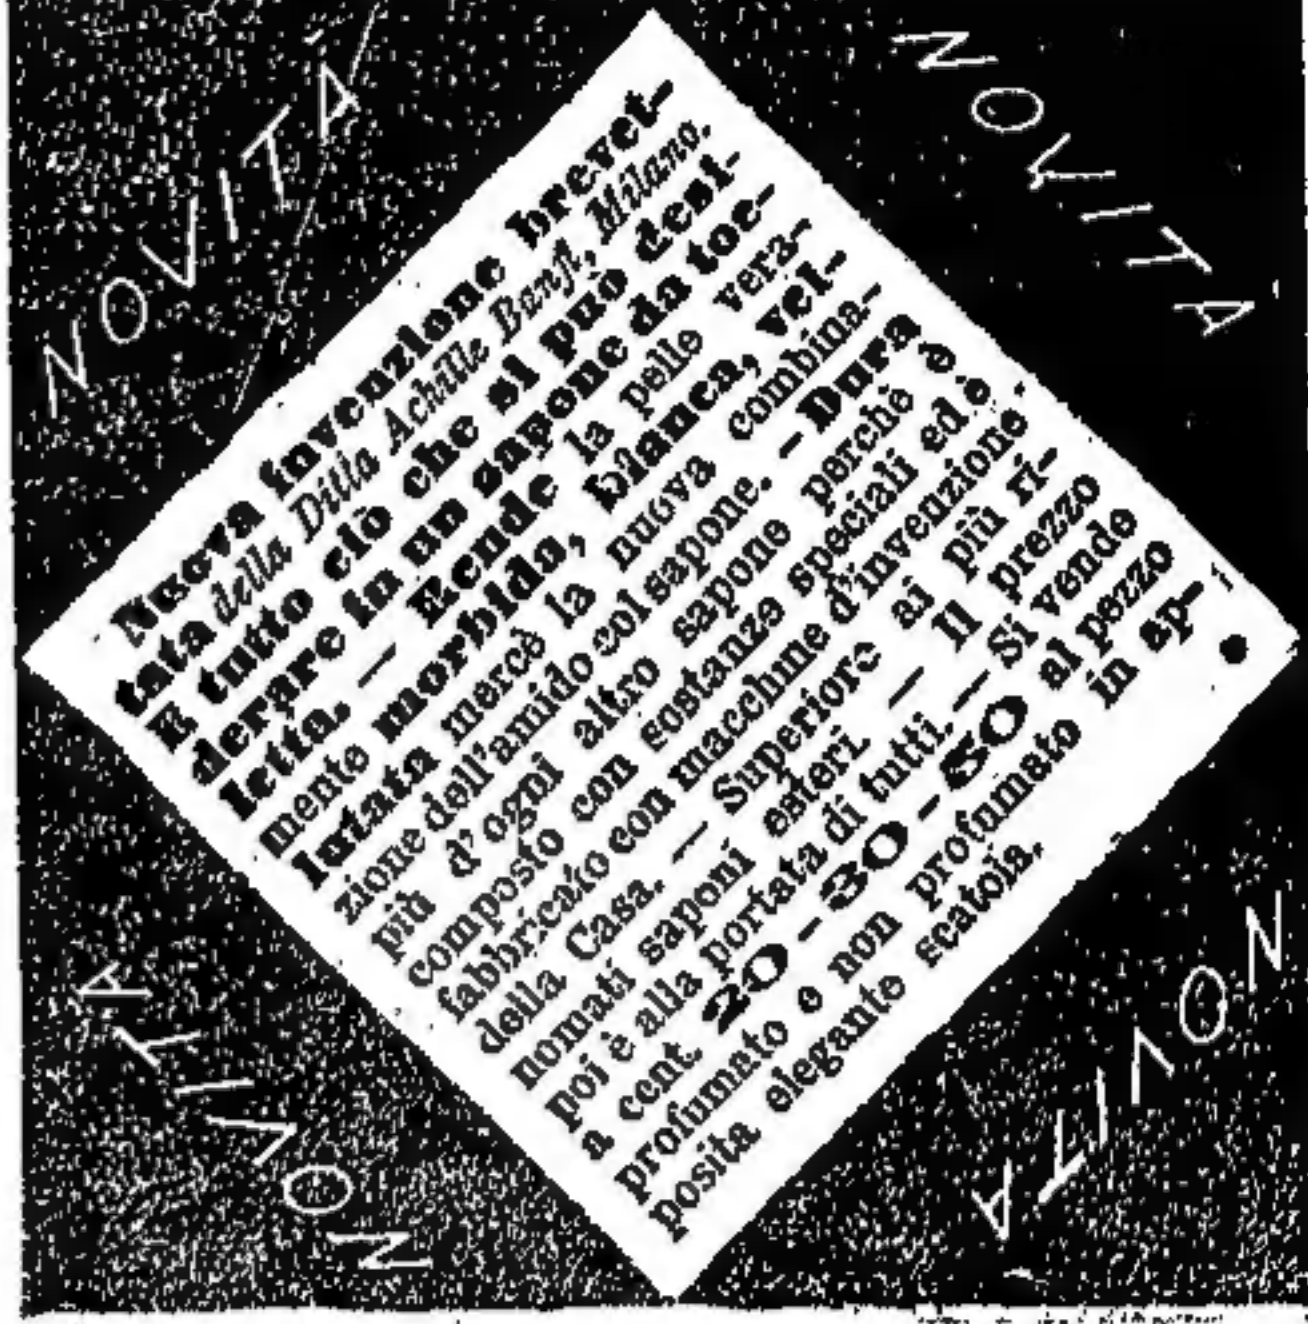 NOVITÀ
NOVITÀ
Nuova invenzione brevet-
tata della Ditta Achille Banfi, Milano.
È tutto ciò che si può desi-
derare in un sapone da toe-
letta. — Rende la pelle vera-
mente morbida, bianca, vel-
lutata mercè la nuova combina-
zione dell'amido col sapone. — Dura
più d'ogni altro sapone perchè è
composto con sostanze speciali ed è
fabbricato con macchine d'invenzione
della Casa. — Superiore ai più ri-
nomati saponi esteri. — Il prezzo
poi è alla portata di tutti. — Si vende
a cent. 20-30-50 al pezzo
profumato e non profumato in ap-
posita elegante scatola.
NOVITA
NOVITA